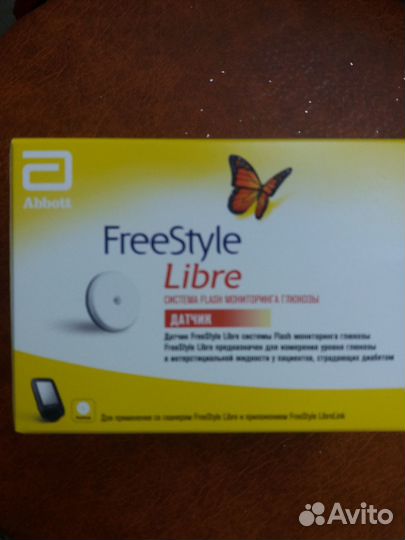 Abbott
FreeStyle
Libre
СИСТЕМА FLASH МОНИТОРИНГА ГЛЮКОЗЫ
ДАТЧИК
Датчик FreeStyle Libre системы Flash мониторинга глюкозы
FreeStyle Libre предназначен для измерения уровня глюкозы
в интерстициальной жидкости у пациентов, страдающих диабетом
Для применения со сканером FreeStyle Libre и приложением FreeStyle LibreLink
Avito